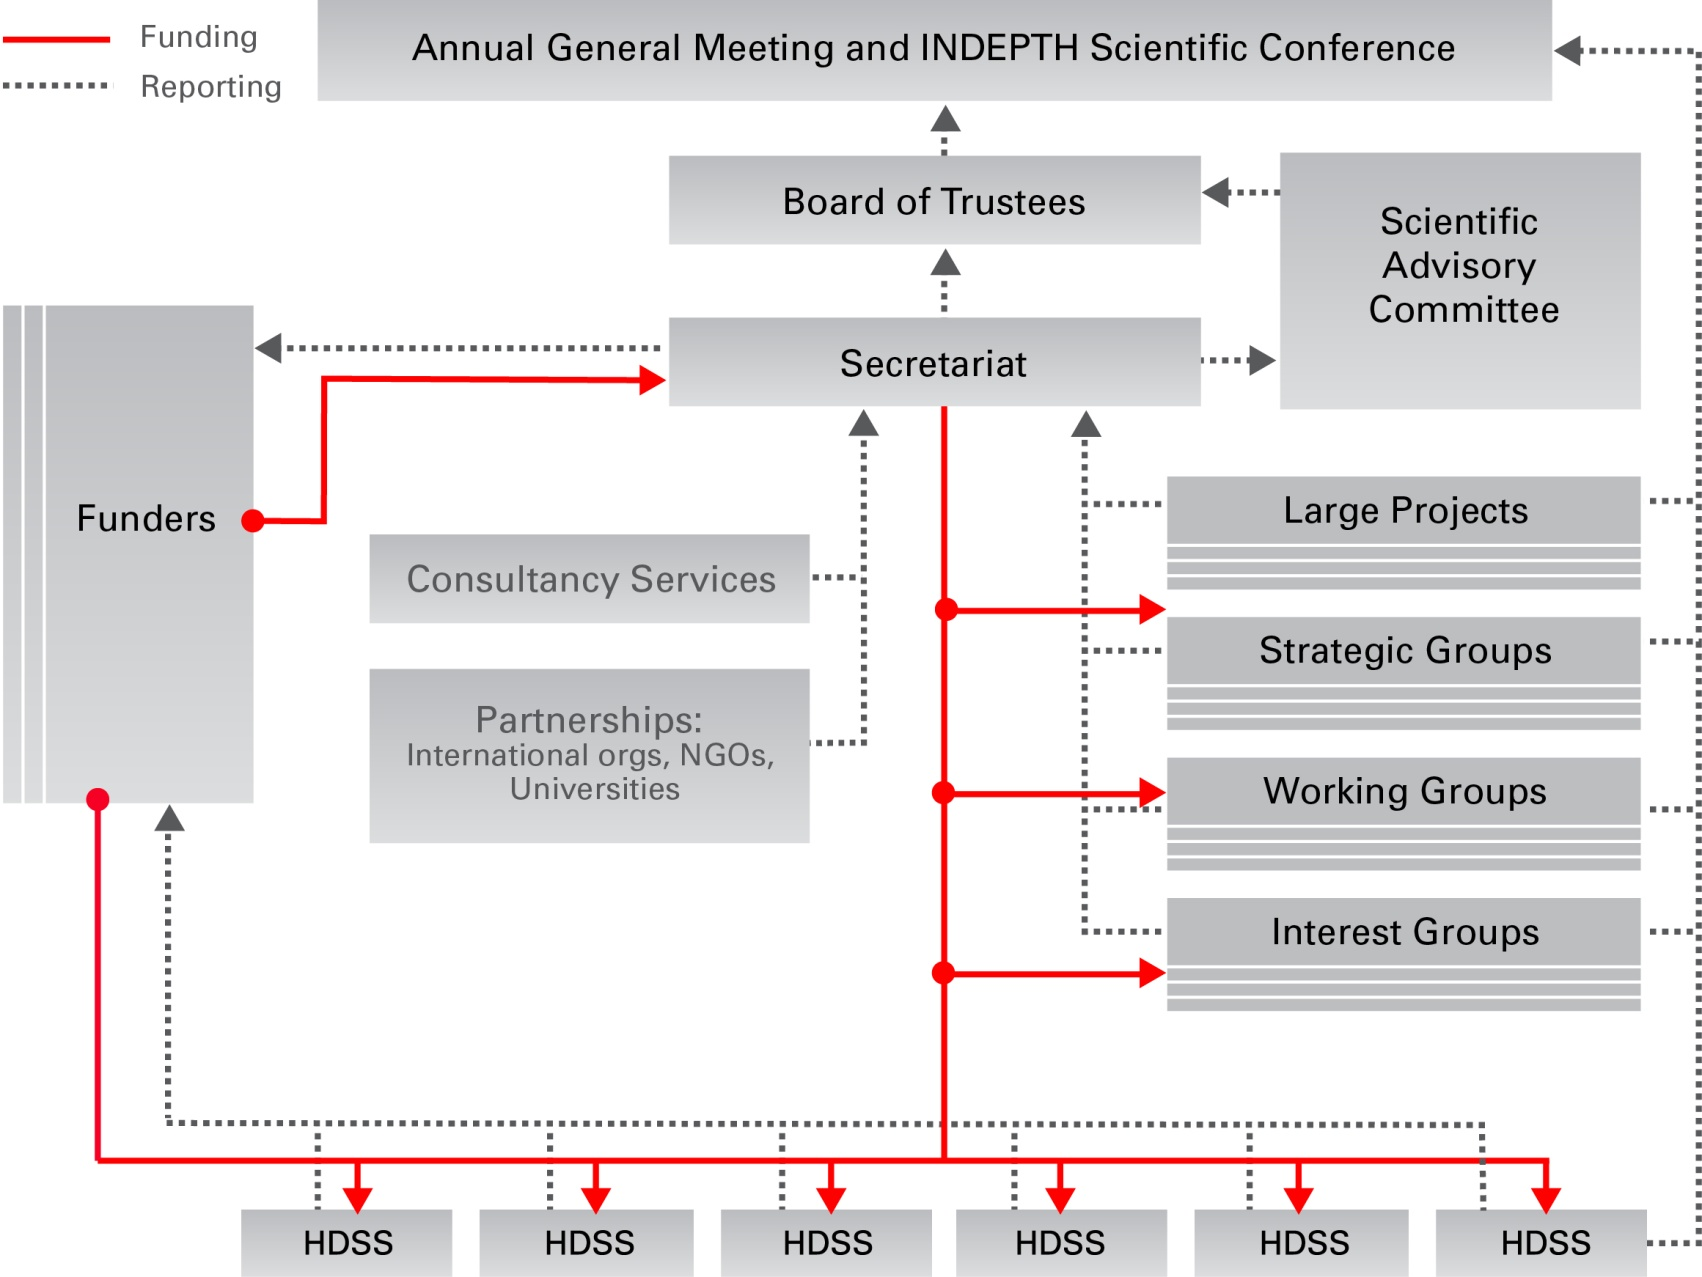 Funding
Reporting
Annual General Meeting and INDEPTH Scientific Conference
Board of Trustees
Scientific
Advisory
Committee
Secretariat
Funders
Consultancy Services
Partnerships:
International orgs, NGOs,
Universities
Large Projects
Strategic Groups
Working Groups
Interest Groups
HDSS
HDSS
HDSS
HDSS
HDSS
HDSS